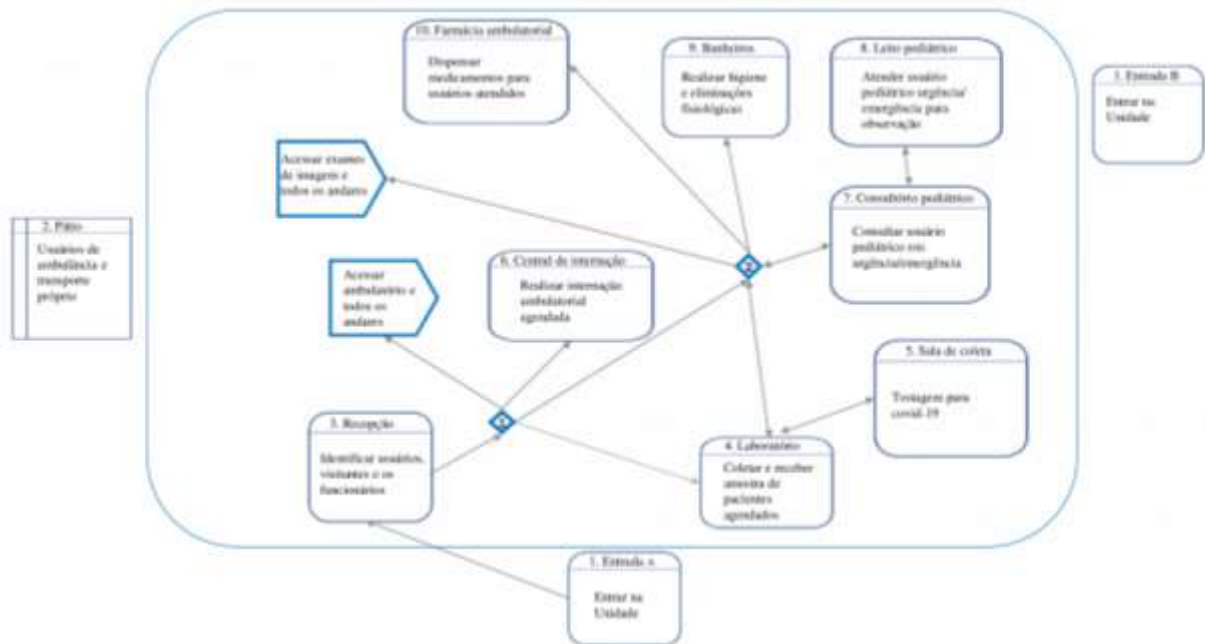 10. Farmácia ambulatorial
Dispensar
medicamentos para
usuários atendidos
9. Banheiros
Realizar higiene
e eliminações
fisiológicas
8. Leito pediátrico
Atender usuário
pediátrico urgência/
emergência para
observação
1. Entrada B
Entrar na
Unidade
Acessar exames
de imagem e
todos os andares
7. Consultório pediátrico
Consultar usuário
pediátrico em
urgência/emergência
2. Pátio
Usuários de
ambulância e
transporte
próprio
6. Central de internação
Realizar internação
ambulatorial
agendada
2
Acessar
ambulatório e
todos os
andares
5. Sala de coleta
Testagem para
covid-19
3. Recepção
Identificar usuários,
visitantes e os
funcionários
1
4. Laboratório
Coletar e receber
amostra de
pacientes
agendados
1. Entrada A
Entrar na
Unidade